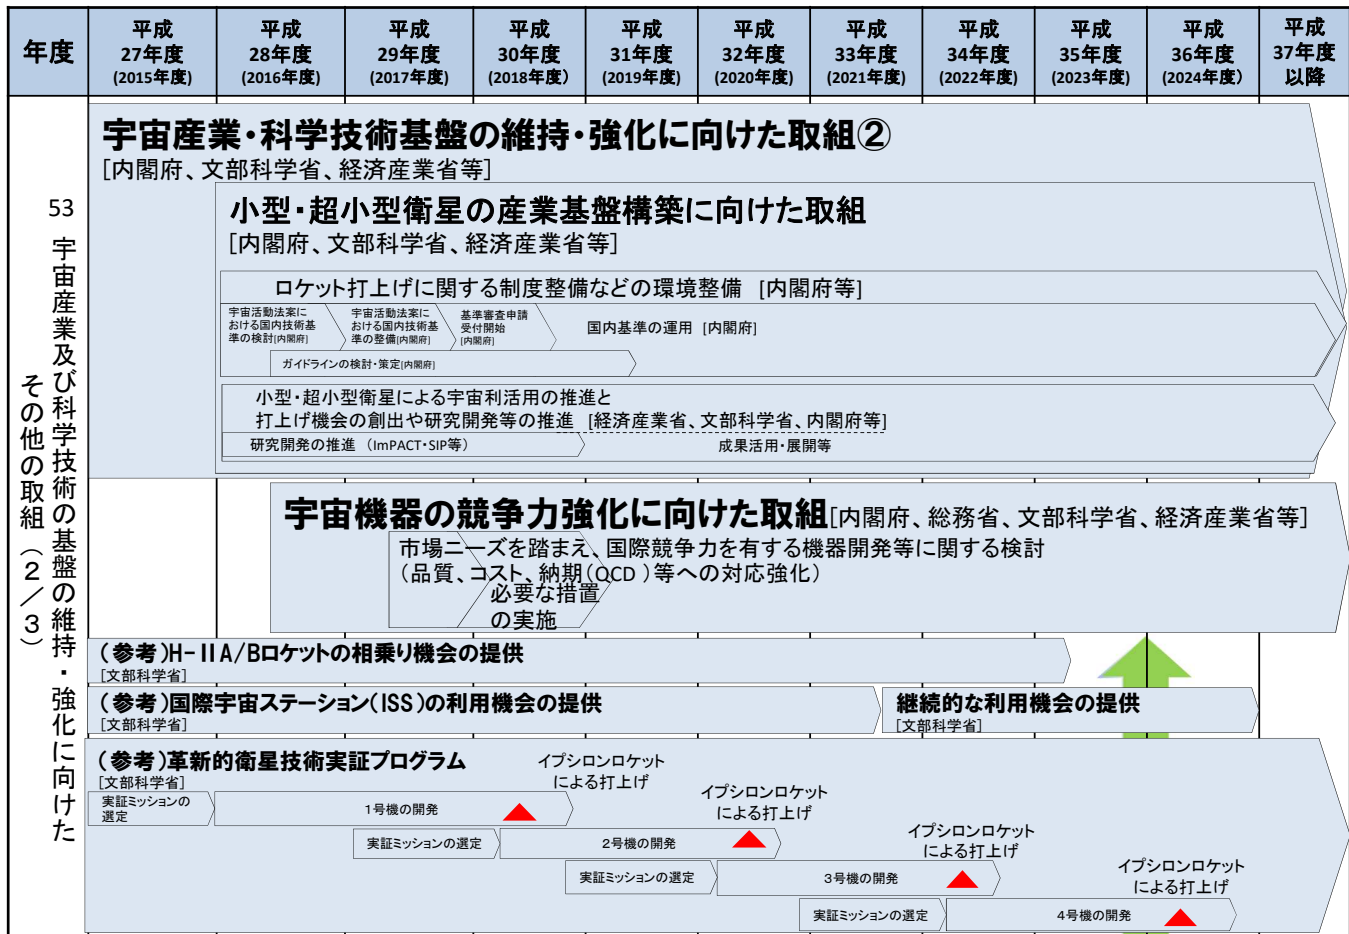 年度
平成
27年度
(2015年度)
平成
28年度
(2016年度)
平成
29年度
(2017年度)
平成
30年度
(2018年度)
平成
31年度
(2019年度)
平成
32年度
(2020年度)
平成
33年度
(2021年度)
平成
34年度
(2022年度)
平成
35年度
(2023年度)
平成
36年度
(2024年度)
平成
37年度
以降
53 宇宙産業及び科学技術の基盤の維持・強化に向けた
その他の取組(2/3)
宇宙産業・科学技術基盤の維持・強化に向けた取組②
[内閣府、文部科学省、経済産業省等]
小型・超小型衛星の産業基盤構築に向けた取組
[内閣府、文部科学省、経済産業省等]
ロケット打上げに関する制度整備などの環境整備 [内閣府等]
宇宙活動法案に
おける国内技術基
準の検討[内閣府]
宇宙活動法案に
おける国内技術基
準の整備[内閣府]
基準審査申請
受付開始
[内閣府]
国内基準の運用 [内閣府]
ガイドラインの検討・策定[内閣府]
小型・超小型衛星による宇宙利活用の推進と
打上げ機会の創出や研究開発等の推進 [経済産業省、文部科学省、内閣府等]
研究開発の推進 (ImPACT・SIP等)
成果活用・展開等
宇宙機器の競争力強化に向けた取組[内閣府、総務省、文部科学省、経済産業省等]
市場ニーズを踏まえ、国際競争力を有する機器開発等に関する検討
(品質、コスト、納期(QCD)等への対応強化)
必要な措置
の実施
(参考)H-ⅡA/Bロケットの相乗り機会の提供
[文部科学省]
(参考)国際宇宙ステーション(ISS)の利用機会の提供
[文部科学省]
継続的な利用機会の提供
[文部科学省]
(参考)革新的衛星技術実証プログラム
[文部科学省]
実証ミッションの
選定
1号機の開発
イプシロンロケット
による打上げ
実証ミッションの選定
2号機の開発
イプシロンロケット
による打上げ
実証ミッションの選定
3号機の開発
イプシロンロケット
による打上げ
実証ミッションの選定
4号機の開発
イプシロンロケット
による打上げ